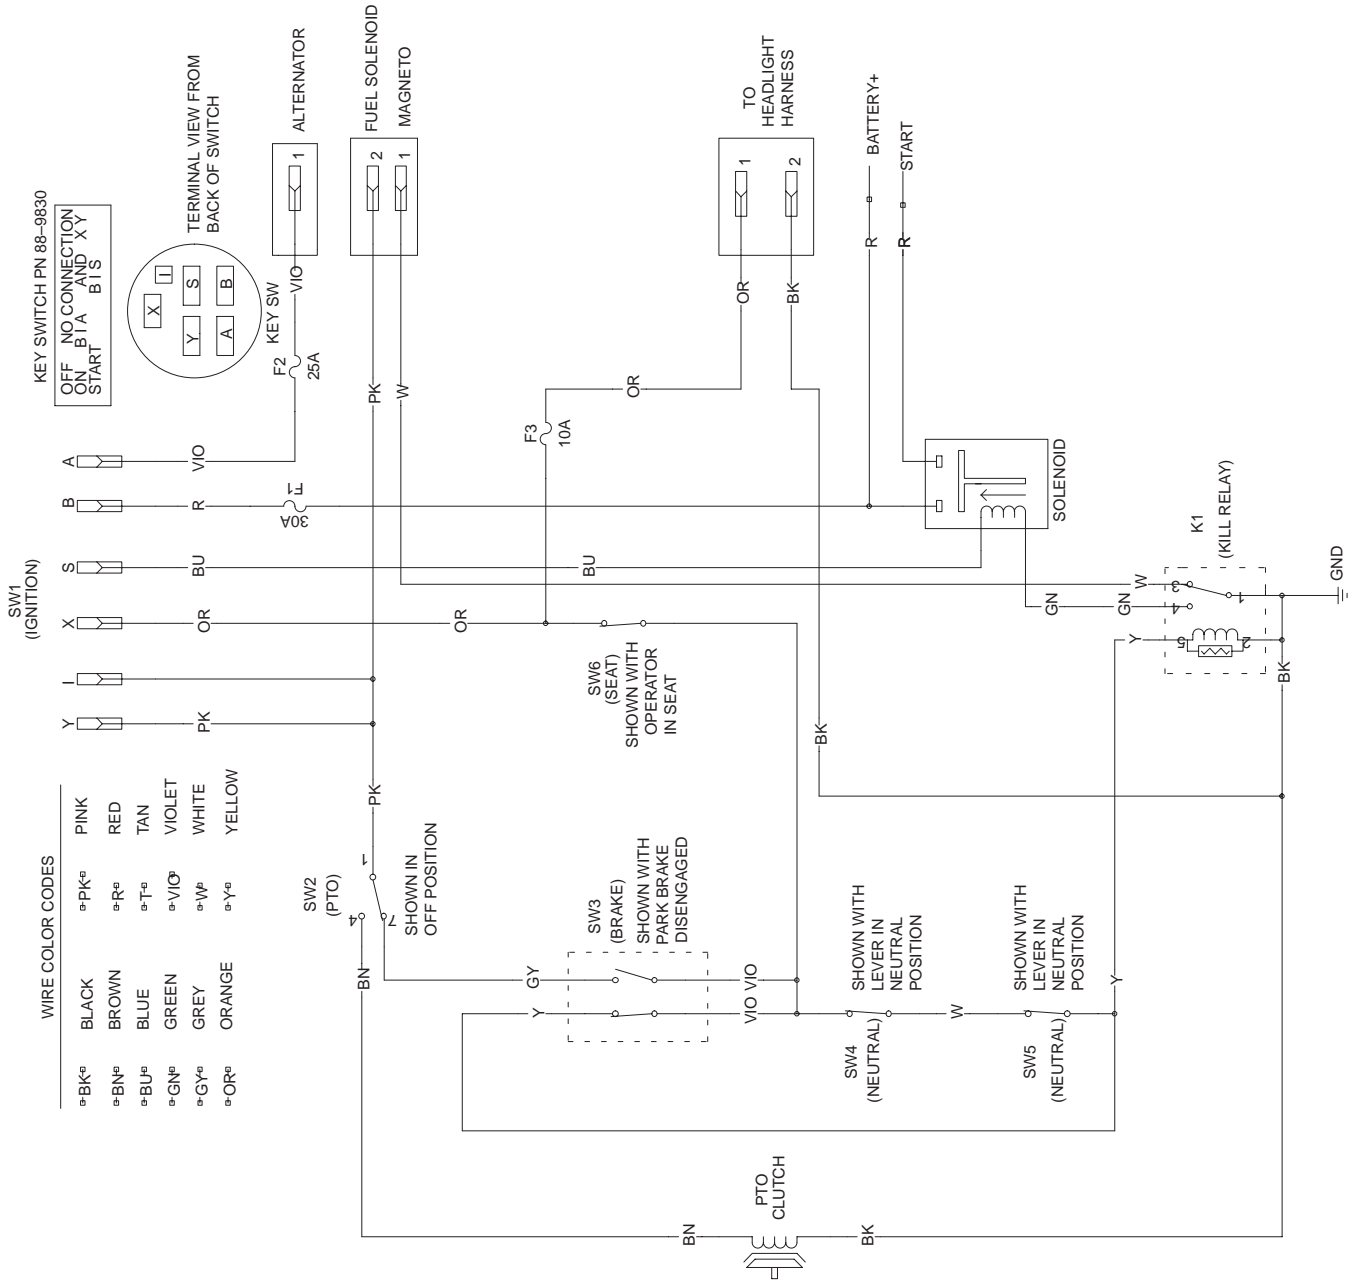 KEY SWITCH PN 88–9830
OFF NO CONNECTION
ON B I A AND X Y
START B I S
TERMINAL VIEW FROM
BACK OF SWITCH
X
I
Y
S
A
B
KEY SW
ALTERNATOR
1
VIO
F2
25A
FUEL SOLENOID
2
MAGNETO
1
PK
W
TO
HEADLIGHT
HARNESS
1
2
OR
BK
BATTERY+
START
R
R
SW1
(IGNITION)
A
VIO
B
R
F1
30A
S
BU
BU
X
OR
OR
I
Y
PK
F3
10A
OR
SOLENOID
K1
(KILL RELAY)
W
3
GN
GN
4
1
Y
5
2
BK
GND
SW6
(SEAT)
SHOWN WITH
OPERATOR
IN SEAT
BK
WIRE COLOR CODES
BK BLACK PK PINK
BN BROWN R RED
BU BLUE T TAN
GN GREEN VIO VIOLET
GY GREY W WHITE
OR ORANGE Y YELLOW
PK
SW2
(PTO)
1
4
7
SHOWN IN
OFF POSITION
BN
SW3
(BRAKE)
SHOWN WITH
PARK BRAKE
DISENGAGED
GY
Y
VIO
VIO
SHOWN WITH
LEVER IN
NEUTRAL
POSITION
SW4
(NEUTRAL)
W
SHOWN WITH
LEVER IN
NEUTRAL
POSITION
SW5
(NEUTRAL)
Y
PTO
CLUTCH
BN
BK